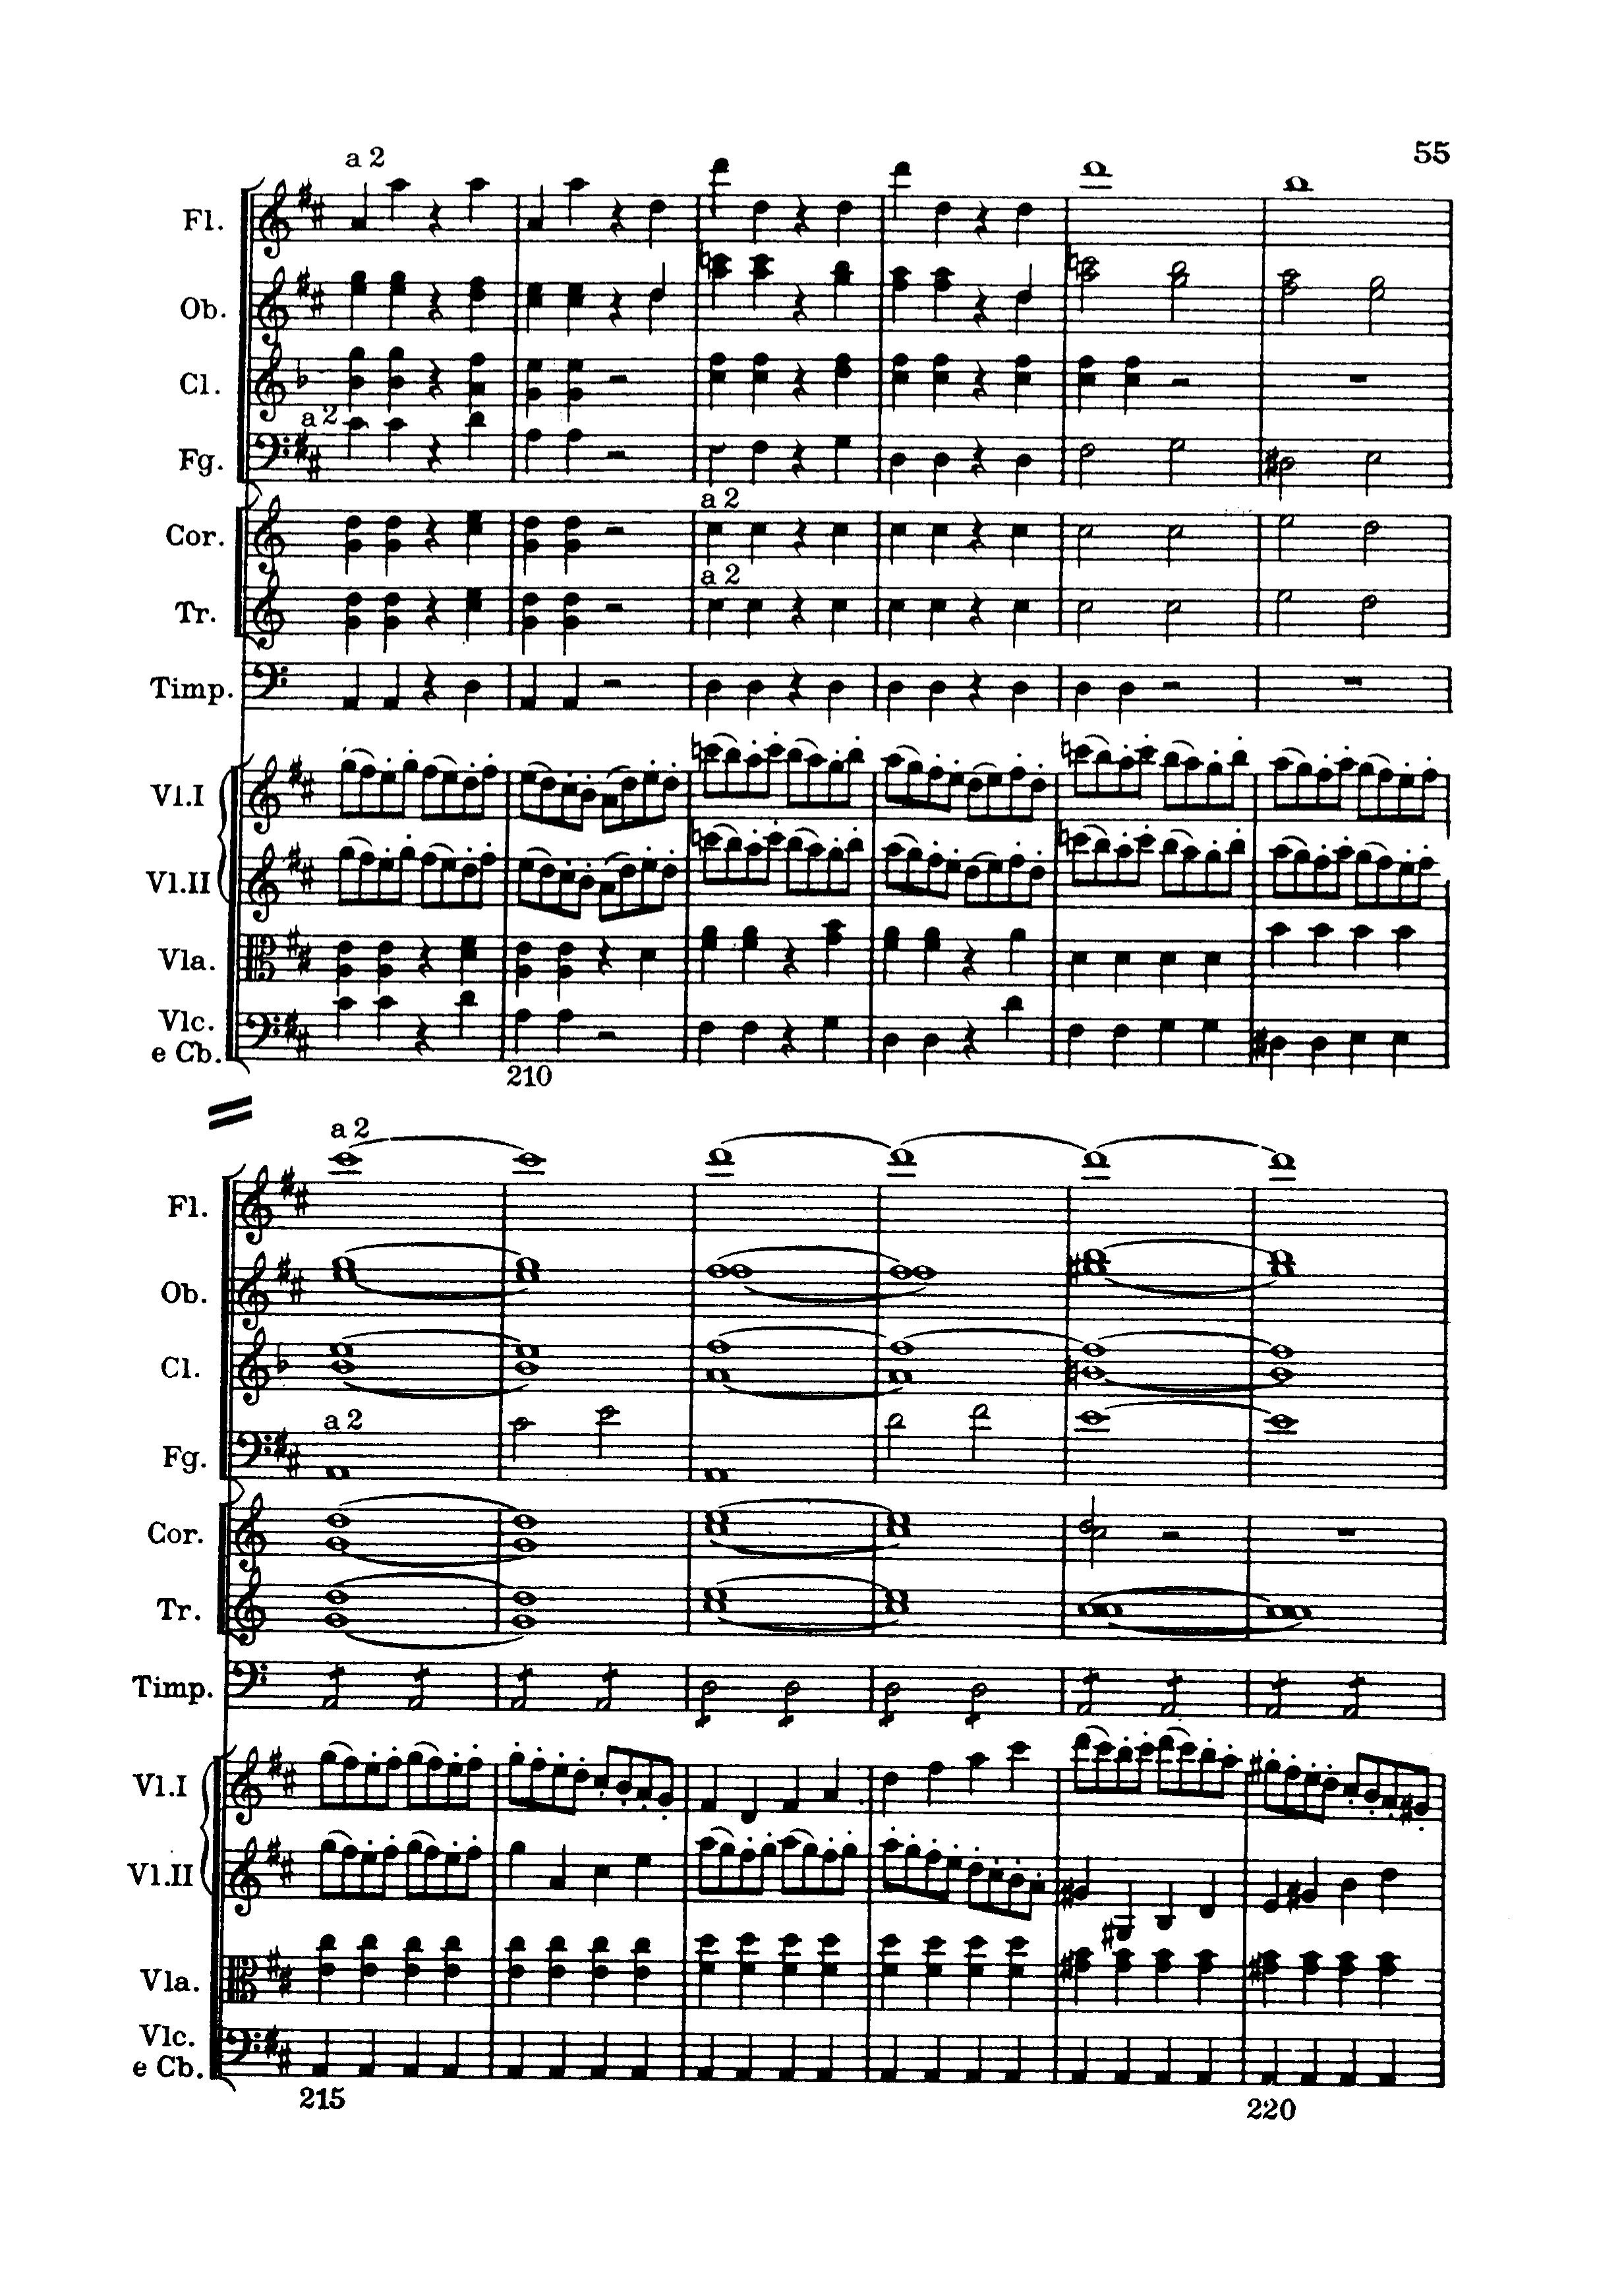 55
a 2
Fl.
Ob.
Cl.
a 2
Fg.
a 2
Cor.
a 2
Tr.
Timp.
Vl.I
Vl.II
Vla.
Vlc.
e Cb.
210
a 2
Fl.
Ob.
Cl.
a 2
Fg.
Cor.
Tr.
Timp.
Vl.I
Vl.II
Vla.
Vlc.
e Cb.
215
220